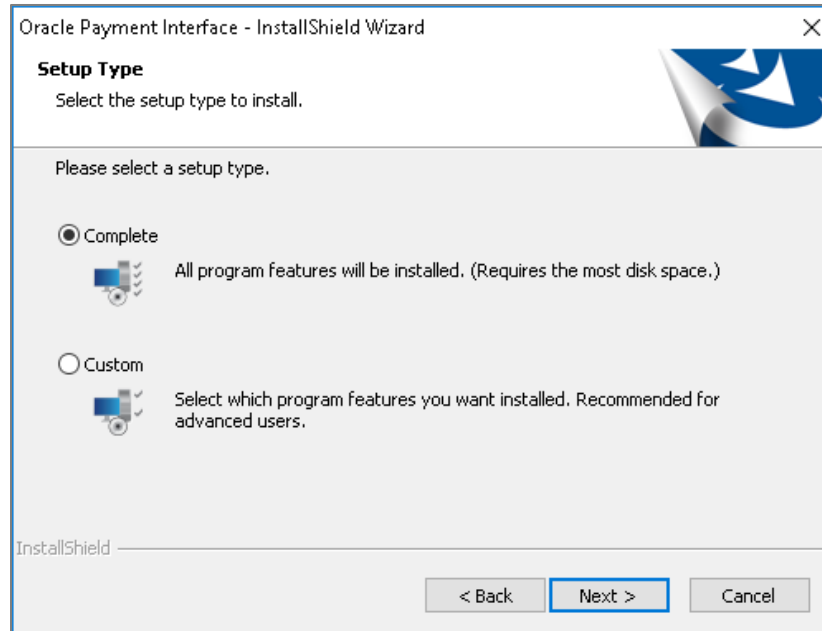 Oracle Payment Interface - InstallShield Wizard
Setup Type
Select the setup type to install.
Please select a setup type.
Complete
All program features will be installed. (Requires the most disk space.)
Custom
Select which program features you want installed. Recommended for
advanced users.
InstallShield
< Back
Next >
Cancel